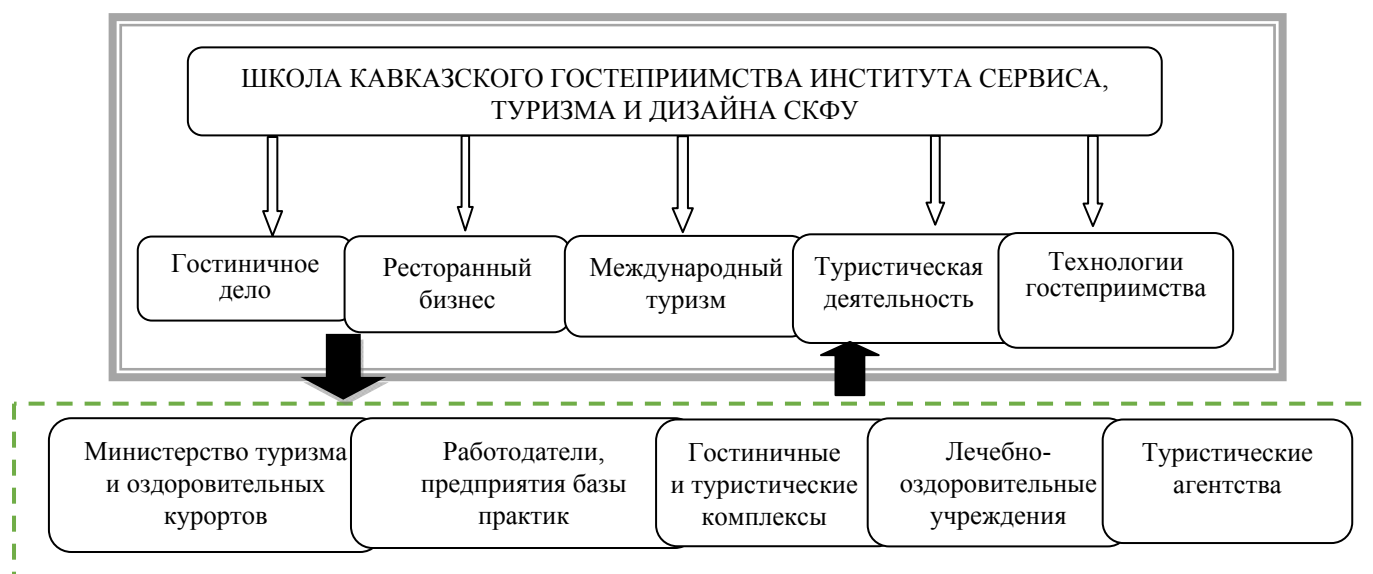 ШКОЛА КАВКАЗСКОГО ГОСТЕПРИИМСТВА ИНСТИТУТА СЕРВИСА,
ТУРИЗМА И ДИЗАЙНА СКФУ
Гостиничное
дело
Ресторанный
бизнес
Международный
туризм
Туристическая
деятельность
Технологии
гостеприимства
Министерство туризма
и оздоровительных
курортов
Работодатели,
предприятия базы
практик
Гостиничные
и туристические
комплексы
Лечебно-
оздоровительные
учреждения
Туристические
агентства